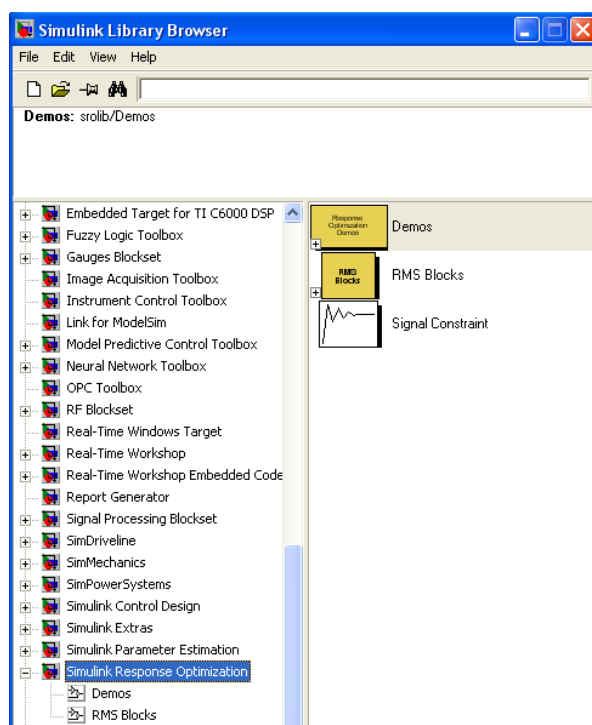 Simulink Library Browser
File Edit View Help
Demos: srolib/Demos
Embedded Target for TI C6000 DSP
Fuzzy Logic Toolbox
Gauges Blockset
Image Acquisition Toolbox
Instrument Control Toolbox
Link for ModelSim
Model Predictive Control Toolbox
Neural Network Toolbox
OPC Toolbox
RF Blockset
Real-Time Windows Target
Real-Time Workshop
Real-Time Workshop Embedded Code
Report Generator
Signal Processing Blockset
SimDriveline
SimMechanics
SimPowerSystems
Simulink Control Design
Simulink Extras
Simulink Parameter Estimation
Simulink Response Optimization
Demos
RMS Blocks
Response
Optimization
Demos
Demos
RMS
Blocks
RMS Blocks
Signal Constraint